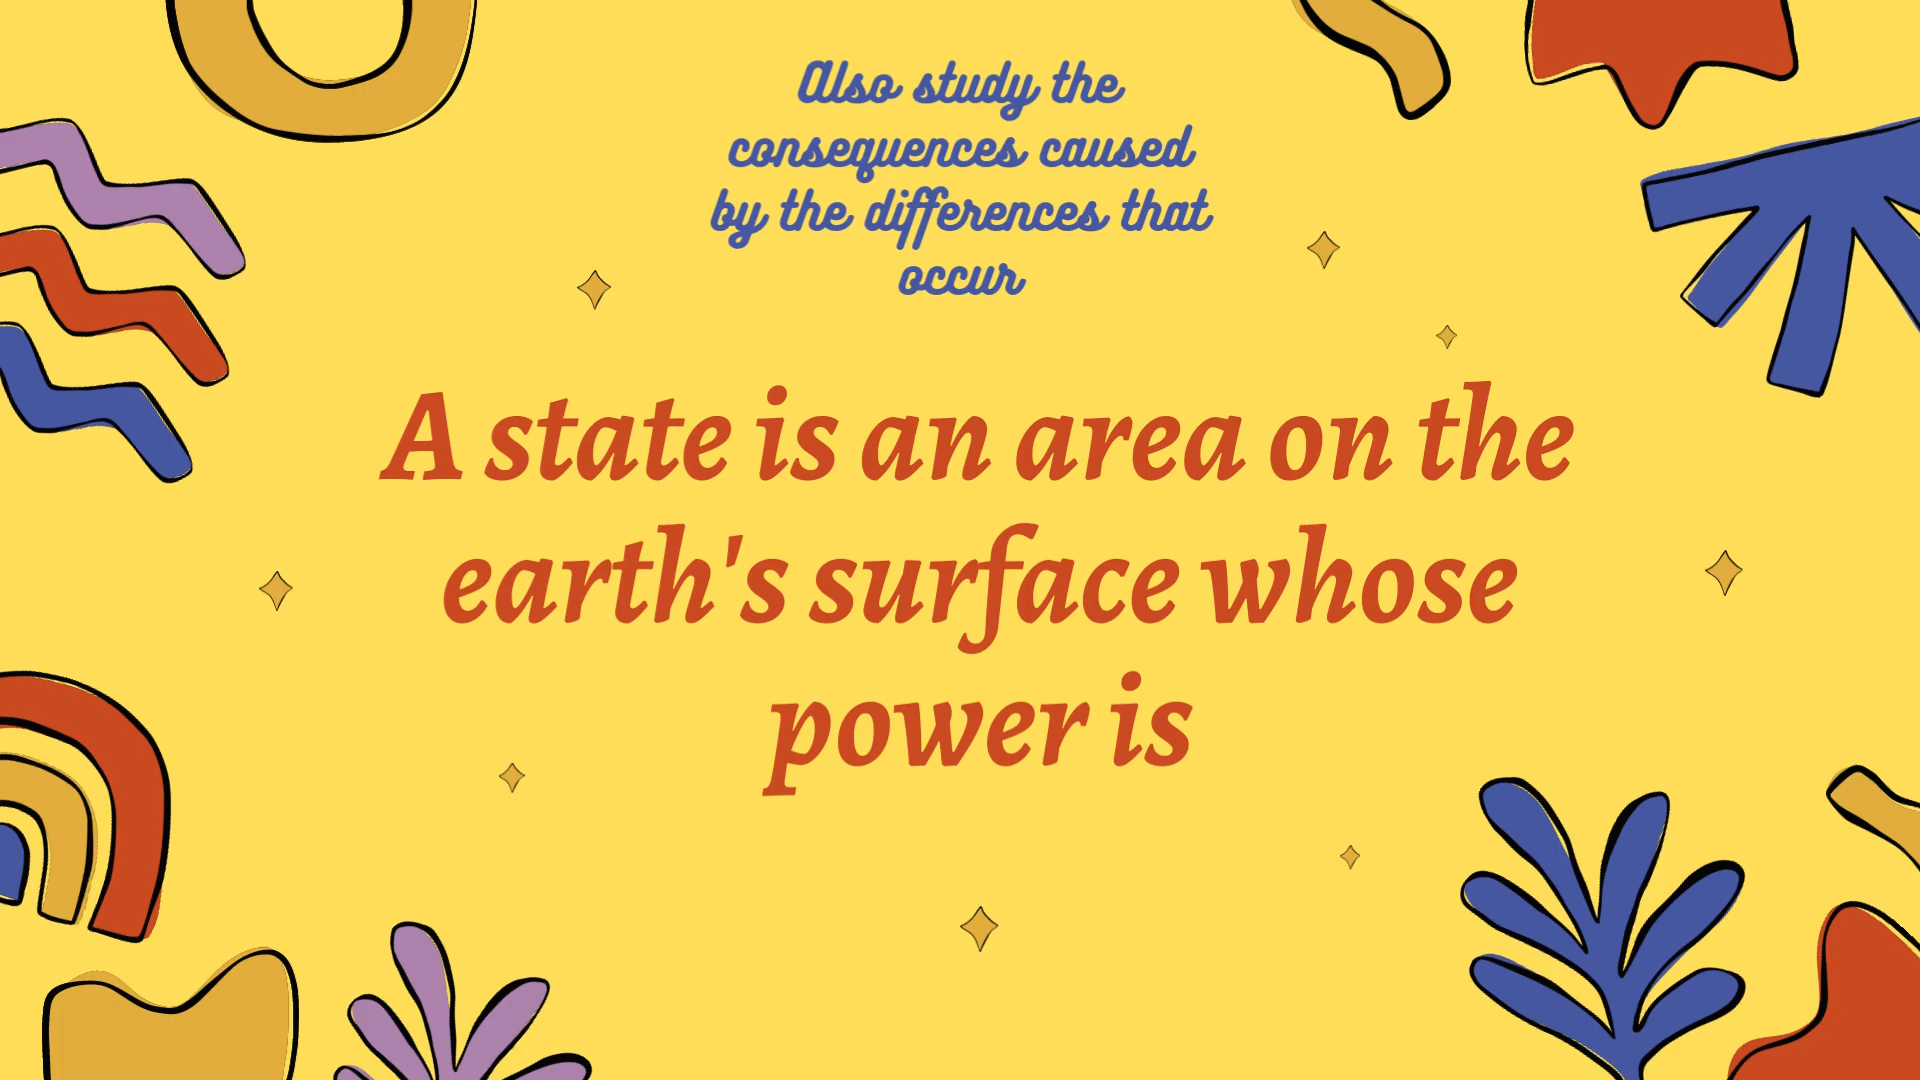 Also study the
consequences caused
by the differences that
occur
A state is an area on the
earth's surface whose
power is